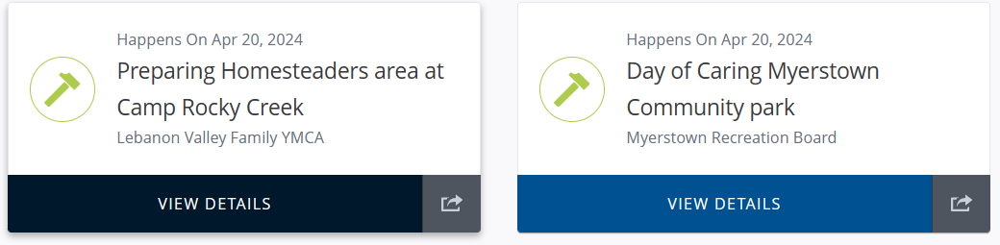 Happens On Apr 20, 2024
Preparing Homesteaders area at
Camp Rocky Creek
Lebanon Valley Family YMCA
VIEW DETAILS
Happens On Apr 20, 2024
Day of Caring Myerstown
Community park
Myerstown Recreation Board
VIEW DETAILS